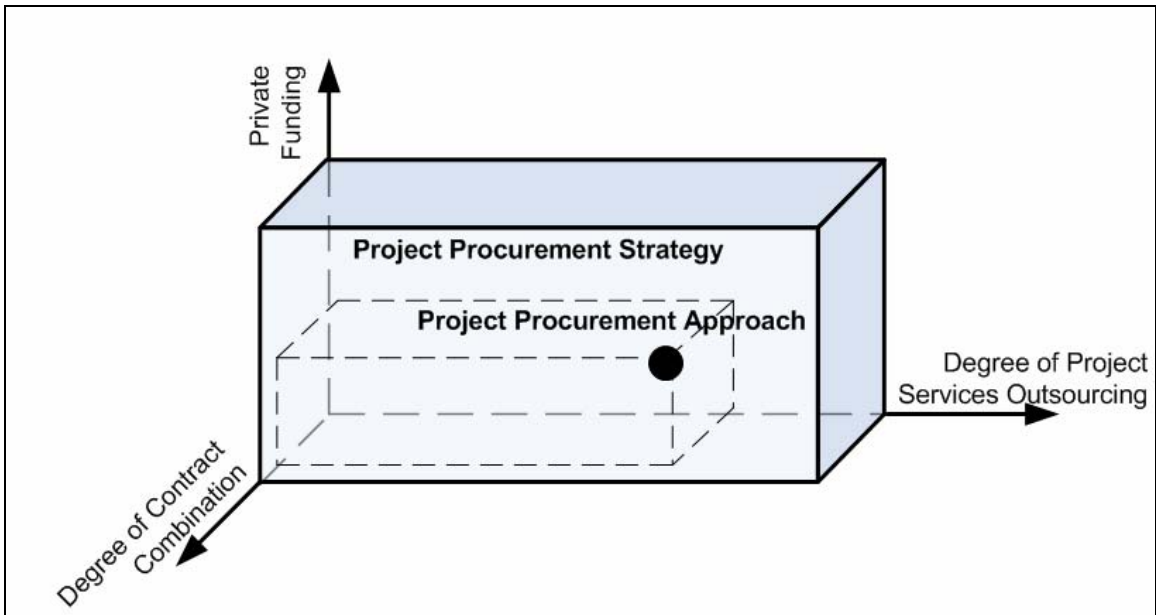 Private
Funding
Project Procurement Strategy
Project Procurement Approach
Degree of Project
Services Outsourcing
Degree of Contract
Combination